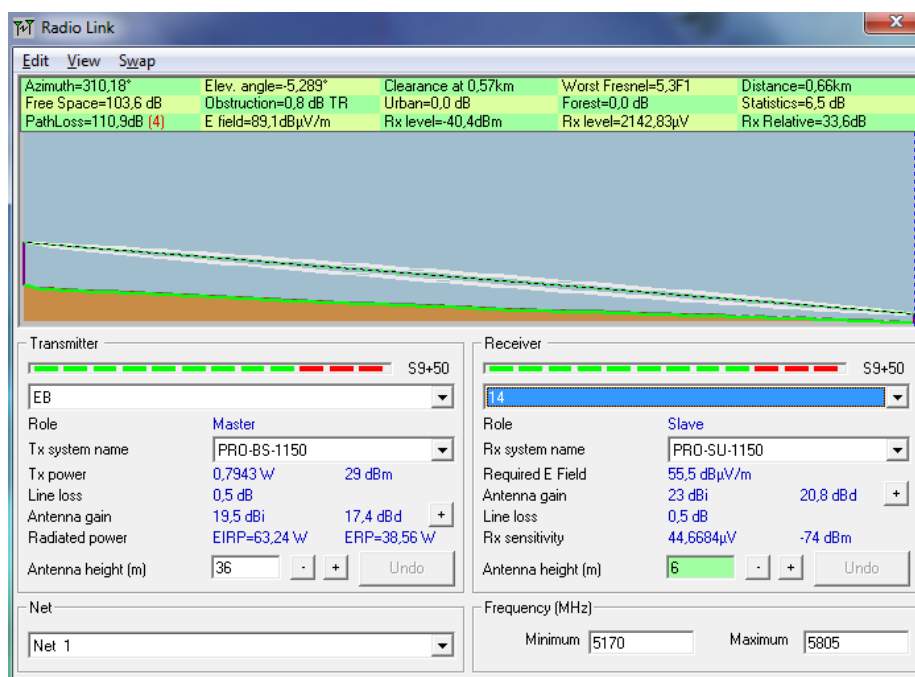 Radio Link
Edit View Swap
Azimuth=310,18° Elev. angle=-5,289° Clearance at 0,57km Worst Fresnel=5,3F1 Distance=0,66km
Free Space=103,6 dB Obstruction=0,8 dB TR Urban=0,0 dB Forest=0,0 dB Statistics=6,5 dB
PathLoss=110,9dB (4) E field=89,1dBµV/m Rx level=-40,4dBm Rx level=2142,83µV Rx Relative=33,6dB
Transmitter
S9+50
EB
Role Master
Tx system name PRO-BS-1150
Tx power 0,7943 W 29 dBm
Line loss 0,5 dB
Antenna gain 19,5 dBi 17,4 dBd +
Radiated power EIRP=63,24 W ERP=38,56 W
Antenna height (m) 36 - + Undo
Receiver
S9+50
14
Role Slave
Rx system name PRO-SU-1150
Required E Field 55,5 dBµV/m
Antenna gain 23 dBi 20,8 dBd +
Line loss 0,5 dB
Rx sensitivity 44,6684µV -74 dBm
Antenna height (m) 6 - + Undo
Net
Net 1
Frequency (MHz)
Minimum 5170 Maximum 5805